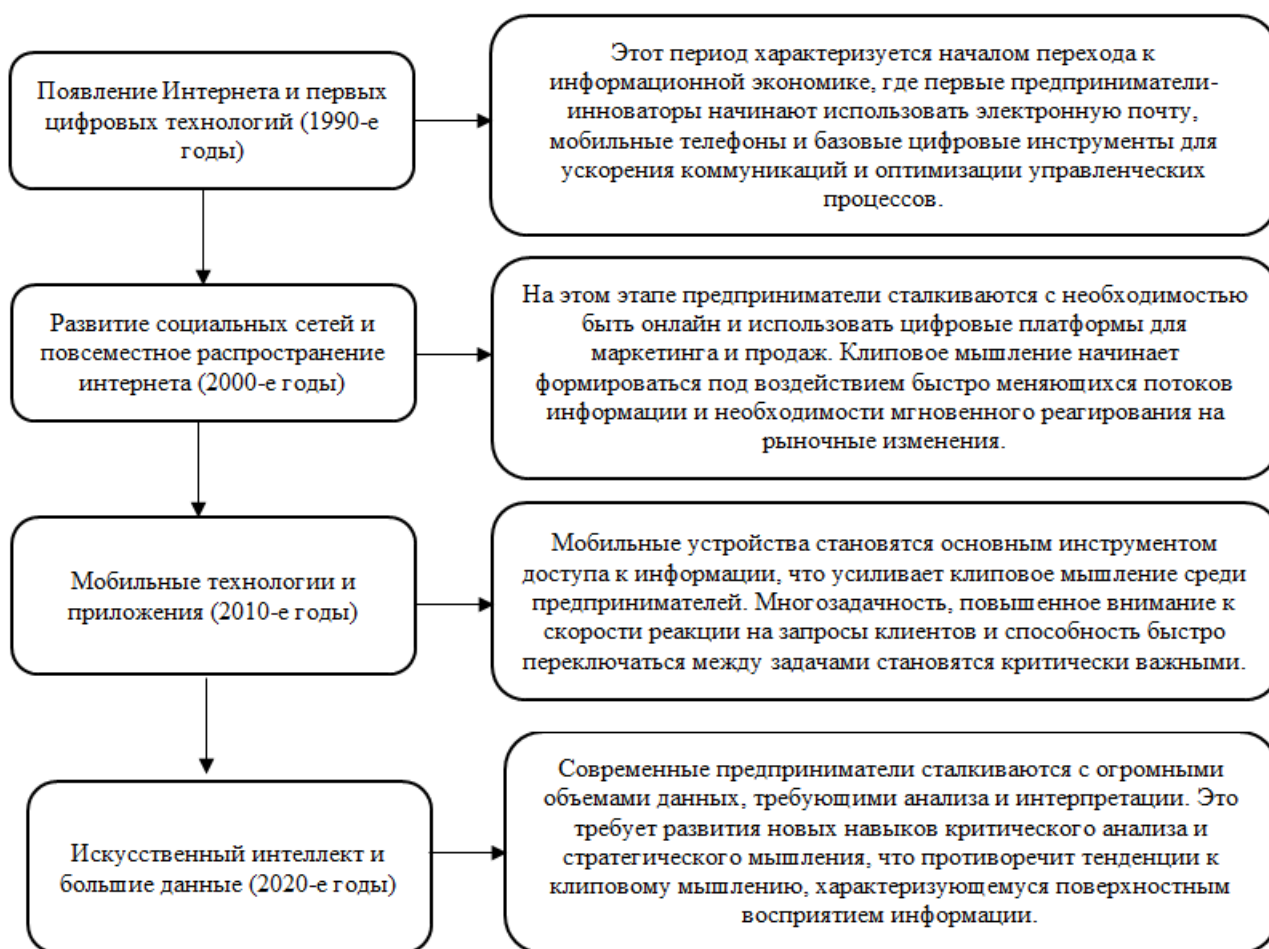 Появление Интернета и первых
цифровых технологий (1990-е
годы)
Этот период характеризуется началом перехода к
информационной экономике, где первые предприниматели-
инноваторы начинают использовать электронную почту,
мобильные телефоны и базовые цифровые инструменты для
ускорения коммуникаций и оптимизации управленческих
процессов.
Развитие социальных сетей и
повсеместное распространение
интернета (2000-е годы)
На этом этапе предприниматели сталкиваются с необходимостью
быть онлайн и использовать цифровые платформы для
маркетинга и продаж. Клиповое мышление начинает
формироваться под воздействием быстро меняющихся потоков
информации и необходимости мгновенного реагирования на
рыночные изменения.
Мобильные технологии и
приложения (2010-е годы)
Мобильные устройства становятся основным инструментом
доступа к информации, что усиливает клиповое мышление среди
предпринимателей. Многозадачность, повышенное внимание к
скорости реакции на запросы клиентов и способность быстро
переключаться между задачами становятся критически важными.
Искусственный интеллект и
большие данные (2020-е годы)
Современные предприниматели сталкиваются с огромными
объемами данных, требующими анализа и интерпретации. Это
требует развития новых навыков критического анализа и
стратегического мышления, что противоречит тенденции к
клиповому мышлению, характеризующемуся поверхностным
восприятием информации.